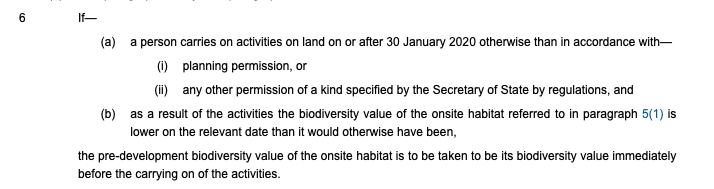 6 If—
(a) a person carries on activities on land on or after 30 January 2020 otherwise than in accordance with—
(i) planning permission, or
(ii) any other permission of a kind specified by the Secretary of State by regulations, and
(b) as a result of the activities the biodiversity value of the onsite habitat referred to in paragraph 5(1) is
lower on the relevant date than it would otherwise have been,
the pre-development biodiversity value of the onsite habitat is to be taken to be its biodiversity value immediately
before the carrying on of the activities.